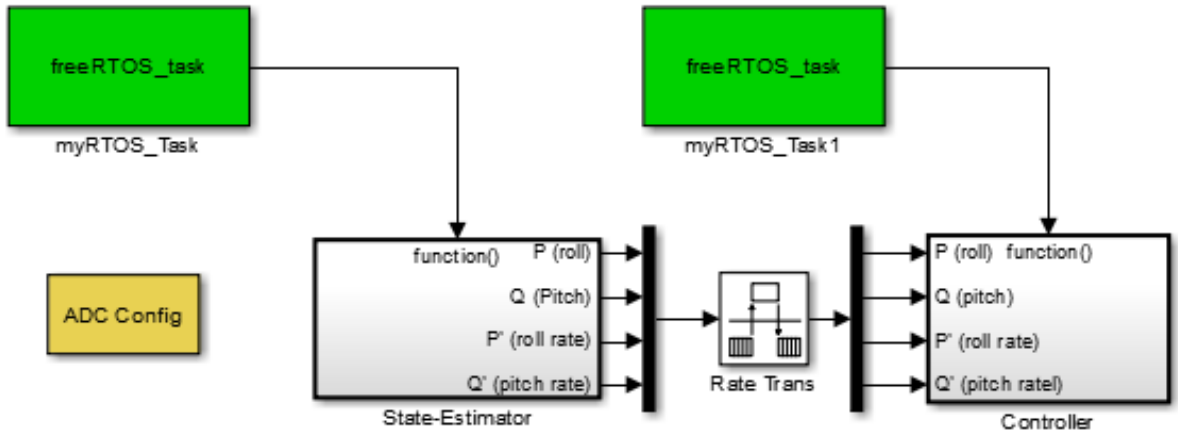 freeRTOS_task
myRTOS_Task
freeRTOS_task
myRTOS_Task1
ADC Config
function()
P (roll)
Q (Pitch)
P' (roll rate)
Q' (pitch rate)
State-Estimator
Rate Trans
P (roll) function()
Q (pitch)
P' (roll rate)
Q' (pitch ratel)
Controller